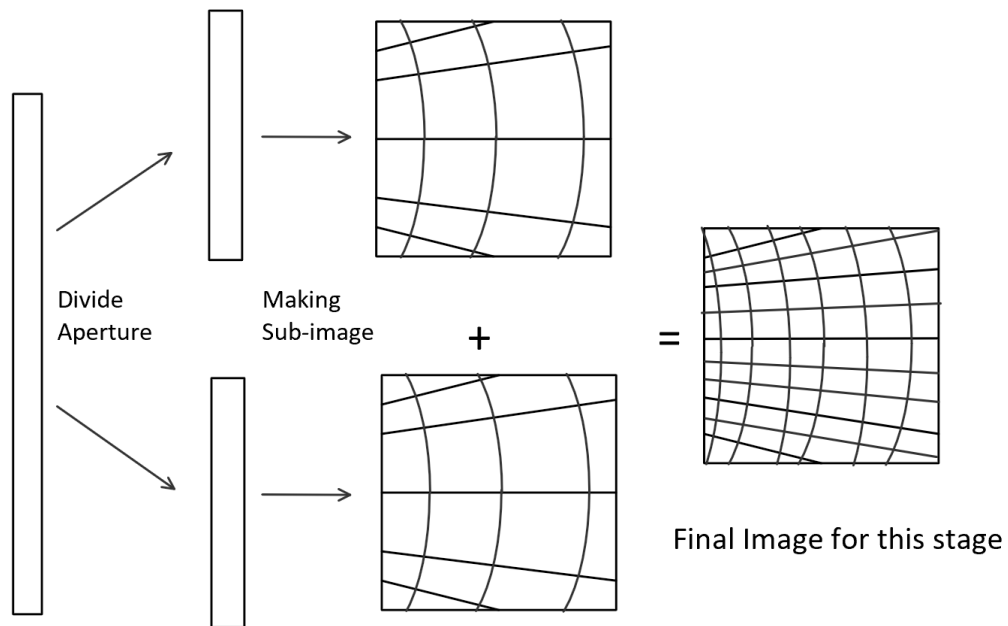 Divide
Aperture
Making
Sub-image
+
=
Final Image for this stage